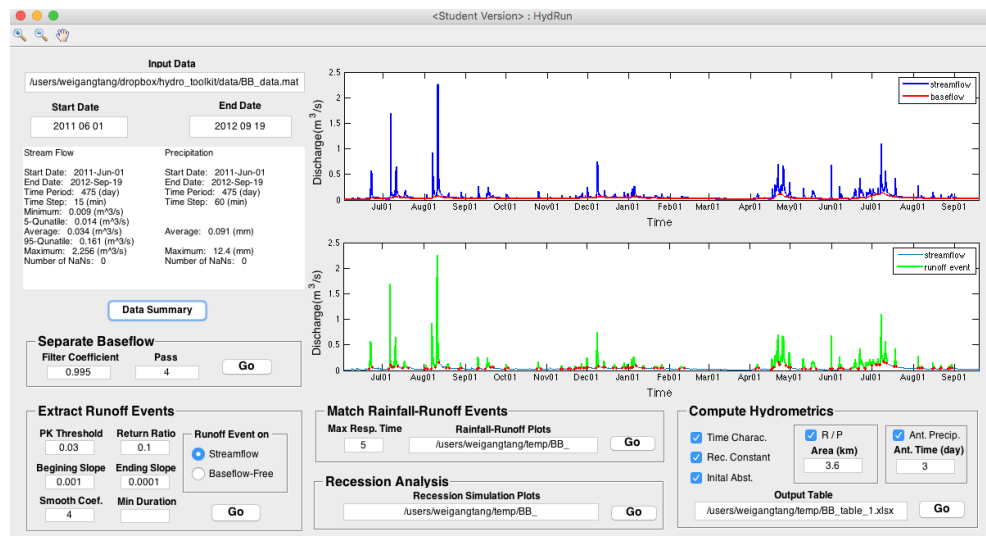 <Student Version> : HydRun
Input Data
/users/weigangtang/dropbox/hydro_toolkit/data/BB_data.mat
Start Date
End Date
2011 06 01
2012 09 19
Stream Flow
Start Date: 2011-Jun-01
End Date: 2012-Sep-19
Time Period: 475 (day)
Time Step: 15 (min)
Minimum: 0.009 (m^3/s)
5-Qunatile: 0.014 (m^3/s)
Average: 0.034 (m^3/s)
95-Qunatile: 0.161 (m^3/s)
Maximum: 2.256 (m^3/s)
Number of NaNs: 0
Precipitation
Start Date: 2011-Jun-01
End Date: 2012-Sep-19
Time Period: 475 (day)
Time Step: 60 (min)
Average: 0.091 (mm)
Maximum: 12.4 (mm)
Number of NaNs: 0
Data Summary
Separate Baseflow
Filter Coefficient
Pass
0.995
4
Go
Discharge(m³/s)
2.5
2
1.5
1
0.5
0
streamflow
baseflow
Jul01 Aug01 Sep01 Oct01 Nov01 Dec01 Jan01 Feb01 Mar01 Apr01 May01 Jun01 Jul01 Aug01 Sep01
Time
Discharge(m³/s)
2.5
2
1.5
1
0.5
0
streamflow
runoff event
Jul01 Aug01 Sep01 Oct01 Nov01 Dec01 Jan01 Feb01 Mar01 Apr01 May01 Jun01 Jul01 Aug01 Sep01
Time
Extract Runoff Events
PK Threshold
Return Ratio
0.03
0.1
Begining Slope
Ending Slope
0.001
0.0001
Smooth Coef.
Min Duration
4
Runoff Event on
Streamflow
Baseflow-Free
Go
Match Rainfall-Runoff Events
Max Resp. Time
Rainfall-Runoff Plots
5
/users/weigangtang/temp/BB_
Go
Recession Analysis
Recession Simulation Plots
/users/weigangtang/temp/BB_
Go
Compute Hydrometrics
Time Charac.
Rec. Constant
Inital Abst.
R / P
Area (km)
3.6
Ant. Precip.
Ant. Time (day)
3
Output Table
/users/weigangtang/temp/BB_table_1.xlsx
Go